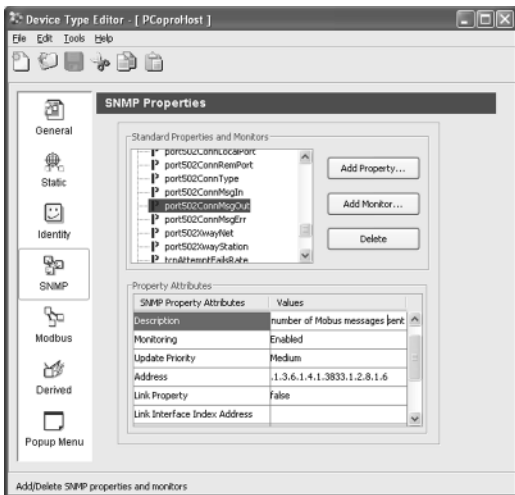 Device Type Editor - [ PCoproHost ]
File Edit Tools Help
SNMP Properties
General
Static
Identity
SNMP
Modbus
Derived
Popup Menu
Standard Properties and Monitors
port502ConnLocalPort
port502ConnRemPort
port502ConnType
port502ConnMsgIn
port502ConnMsgOut
port502ConnMsgErr
port502XwayNet
port502XwayStation
tcpAttemptFailsRate
Add Property...
Add Monitor...
Delete
Property Attributes
SNMP Property Attributes Values
Description number of Mobus messages sent
Monitoring Enabled
Update Priority Medium
Address .1.3.6.1.4.1.3833.1.2.8.1.6
Link Property false
Link Interface Index Address
Add/Delete SNMP properties and monitors